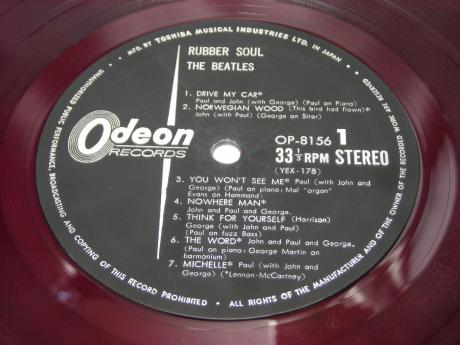 MFD. BY TOSHIBA MUSICAL INDUSTRIES LTD. IN JAPAN.
UNAUTHORIZED PUBLIC PERFORMANCE, BROADCASTING AND COPYING OF THIS RECORD PROHIBITED • ALL RIGHTS OF THE MANUFACTURER AND OF THE OWNER OF THE RECORDED WORK ARE RESERVED
RUBBER SOUL
THE BEATLES
1. DRIVE MY CAR*
Paul and John (with George) (Paul on Piano)
2. NORWEGIAN WOOD (This bird had flown)*
John (with Paul) (George on Sitar)
Odeon
RECORDS
OP-8156 1
33 1/3 RPM STEREO
(YEX-178)
3. YOU WON'T SEE ME* Paul (with John and
George) (Paul on piano: Mal "organ"
Evans on Hammond)
4. NOWHERE MAN*
John and Paul and George.
5. THINK FOR YOURSELF (Harrison)
George (with John and Paul)
(Paul on fuzz Bass)
6. THE WORD* John and Paul and George.
(Paul on piano: George Martin on
harmonium)
7. MICHELLE* Paul (with John and
George) (*Lennon-McCartney)